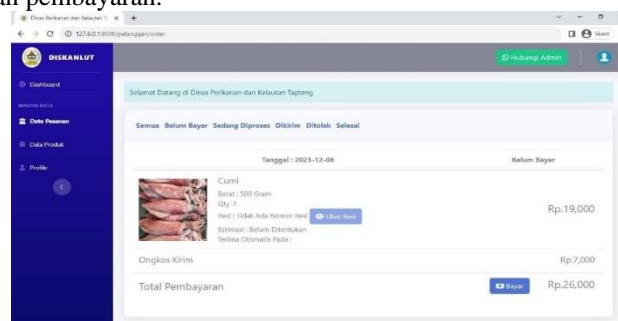 an pembayaran.
Dinas Perikanan dan Kelautan T
127.0.0.1:8000/pelanggan/order
Guest
DISKANLUT
Hubungi Admin
Dashboard
Selamat Datang di Dinas Perikanan dan Kelautan Tapteng
MASTER DATA
Data Pesanan
Semua Belum Bayar Sedang Diproses Dikirim Ditolak Selesai
Data Produk
Profile
Tanggal : 2023-12-08 Belum Bayar
Cumi
Berat : 500 Gram
Qty :1
Resi : Tidak Ada Nomor Resi Lihat Resi
Rp.19,000
Estimasi : Belum Ditentukan
Terima Otomatis Pada :
Ongkos Kirim Rp.7,000
Total Pembayaran Bayar Rp.26,000